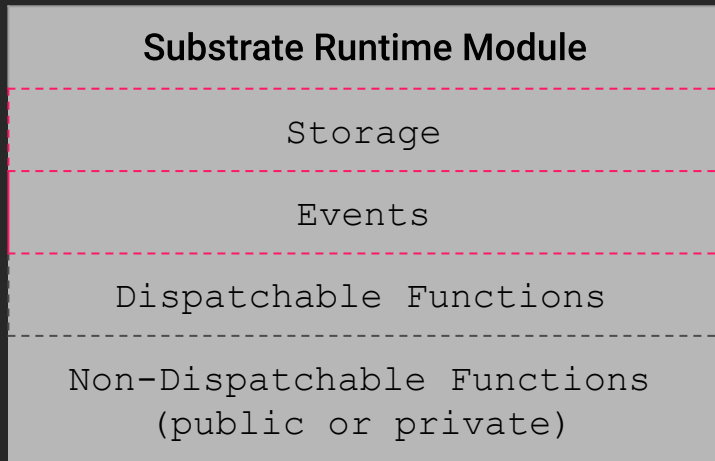 Substrate Runtime Module
Storage
Events
Dispatchable Functions
Non-Dispatchable Functions
(public or private)